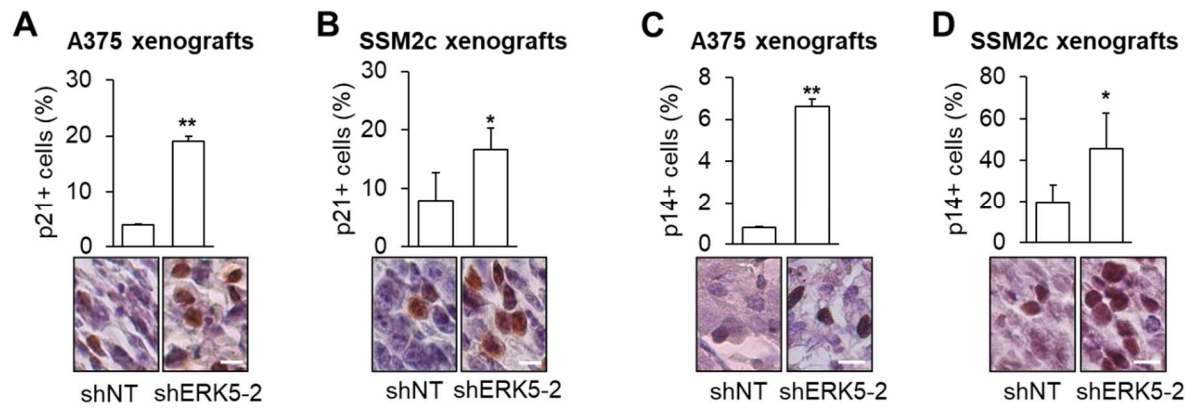 A
A375 xenografts
p21+ cells (%)
30
20
10
0
**
shNT shERK5-2
B
SSM2c xenografts
p21+ cells (%)
30
20
10
0
*
shNT shERK5-2
C
A375 xenografts
p14+ cells (%)
8
6
4
2
0
**
shNT shERK5-2
D
SSM2c xenografts
p14+ cells (%)
80
60
40
20
0
*
shNT shERK5-2